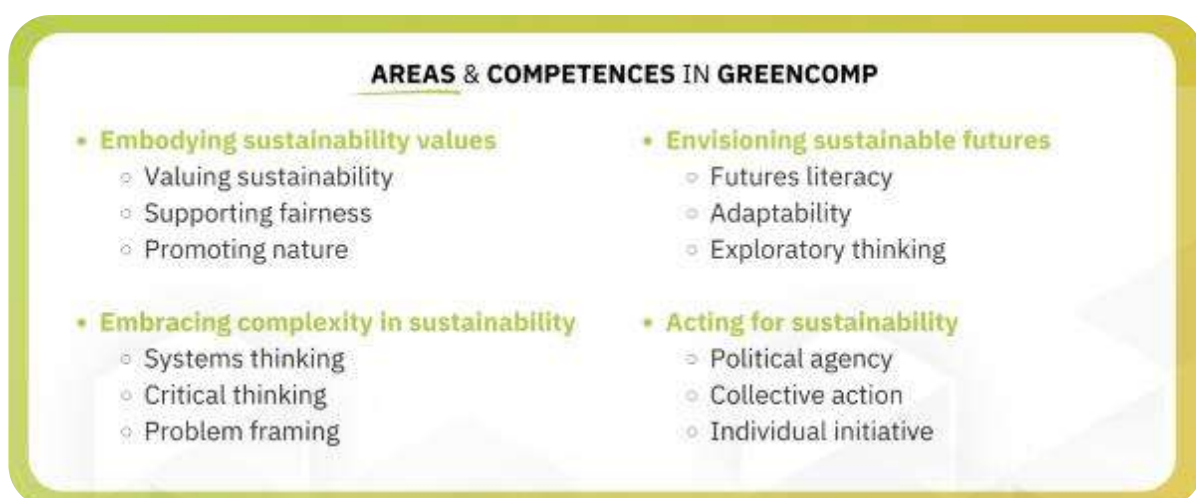 AREAS & COMPETENCES IN GREENCOMP
• Embodying sustainability values
◦ Valuing sustainability
◦ Supporting fairness
◦ Promoting nature
• Embracing complexity in sustainability
◦ Systems thinking
◦ Critical thinking
◦ Problem framing
• Envisioning sustainable futures
◦ Futures literacy
◦ Adaptability
◦ Exploratory thinking
• Acting for sustainability
◦ Political agency
◦ Collective action
◦ Individual initiative